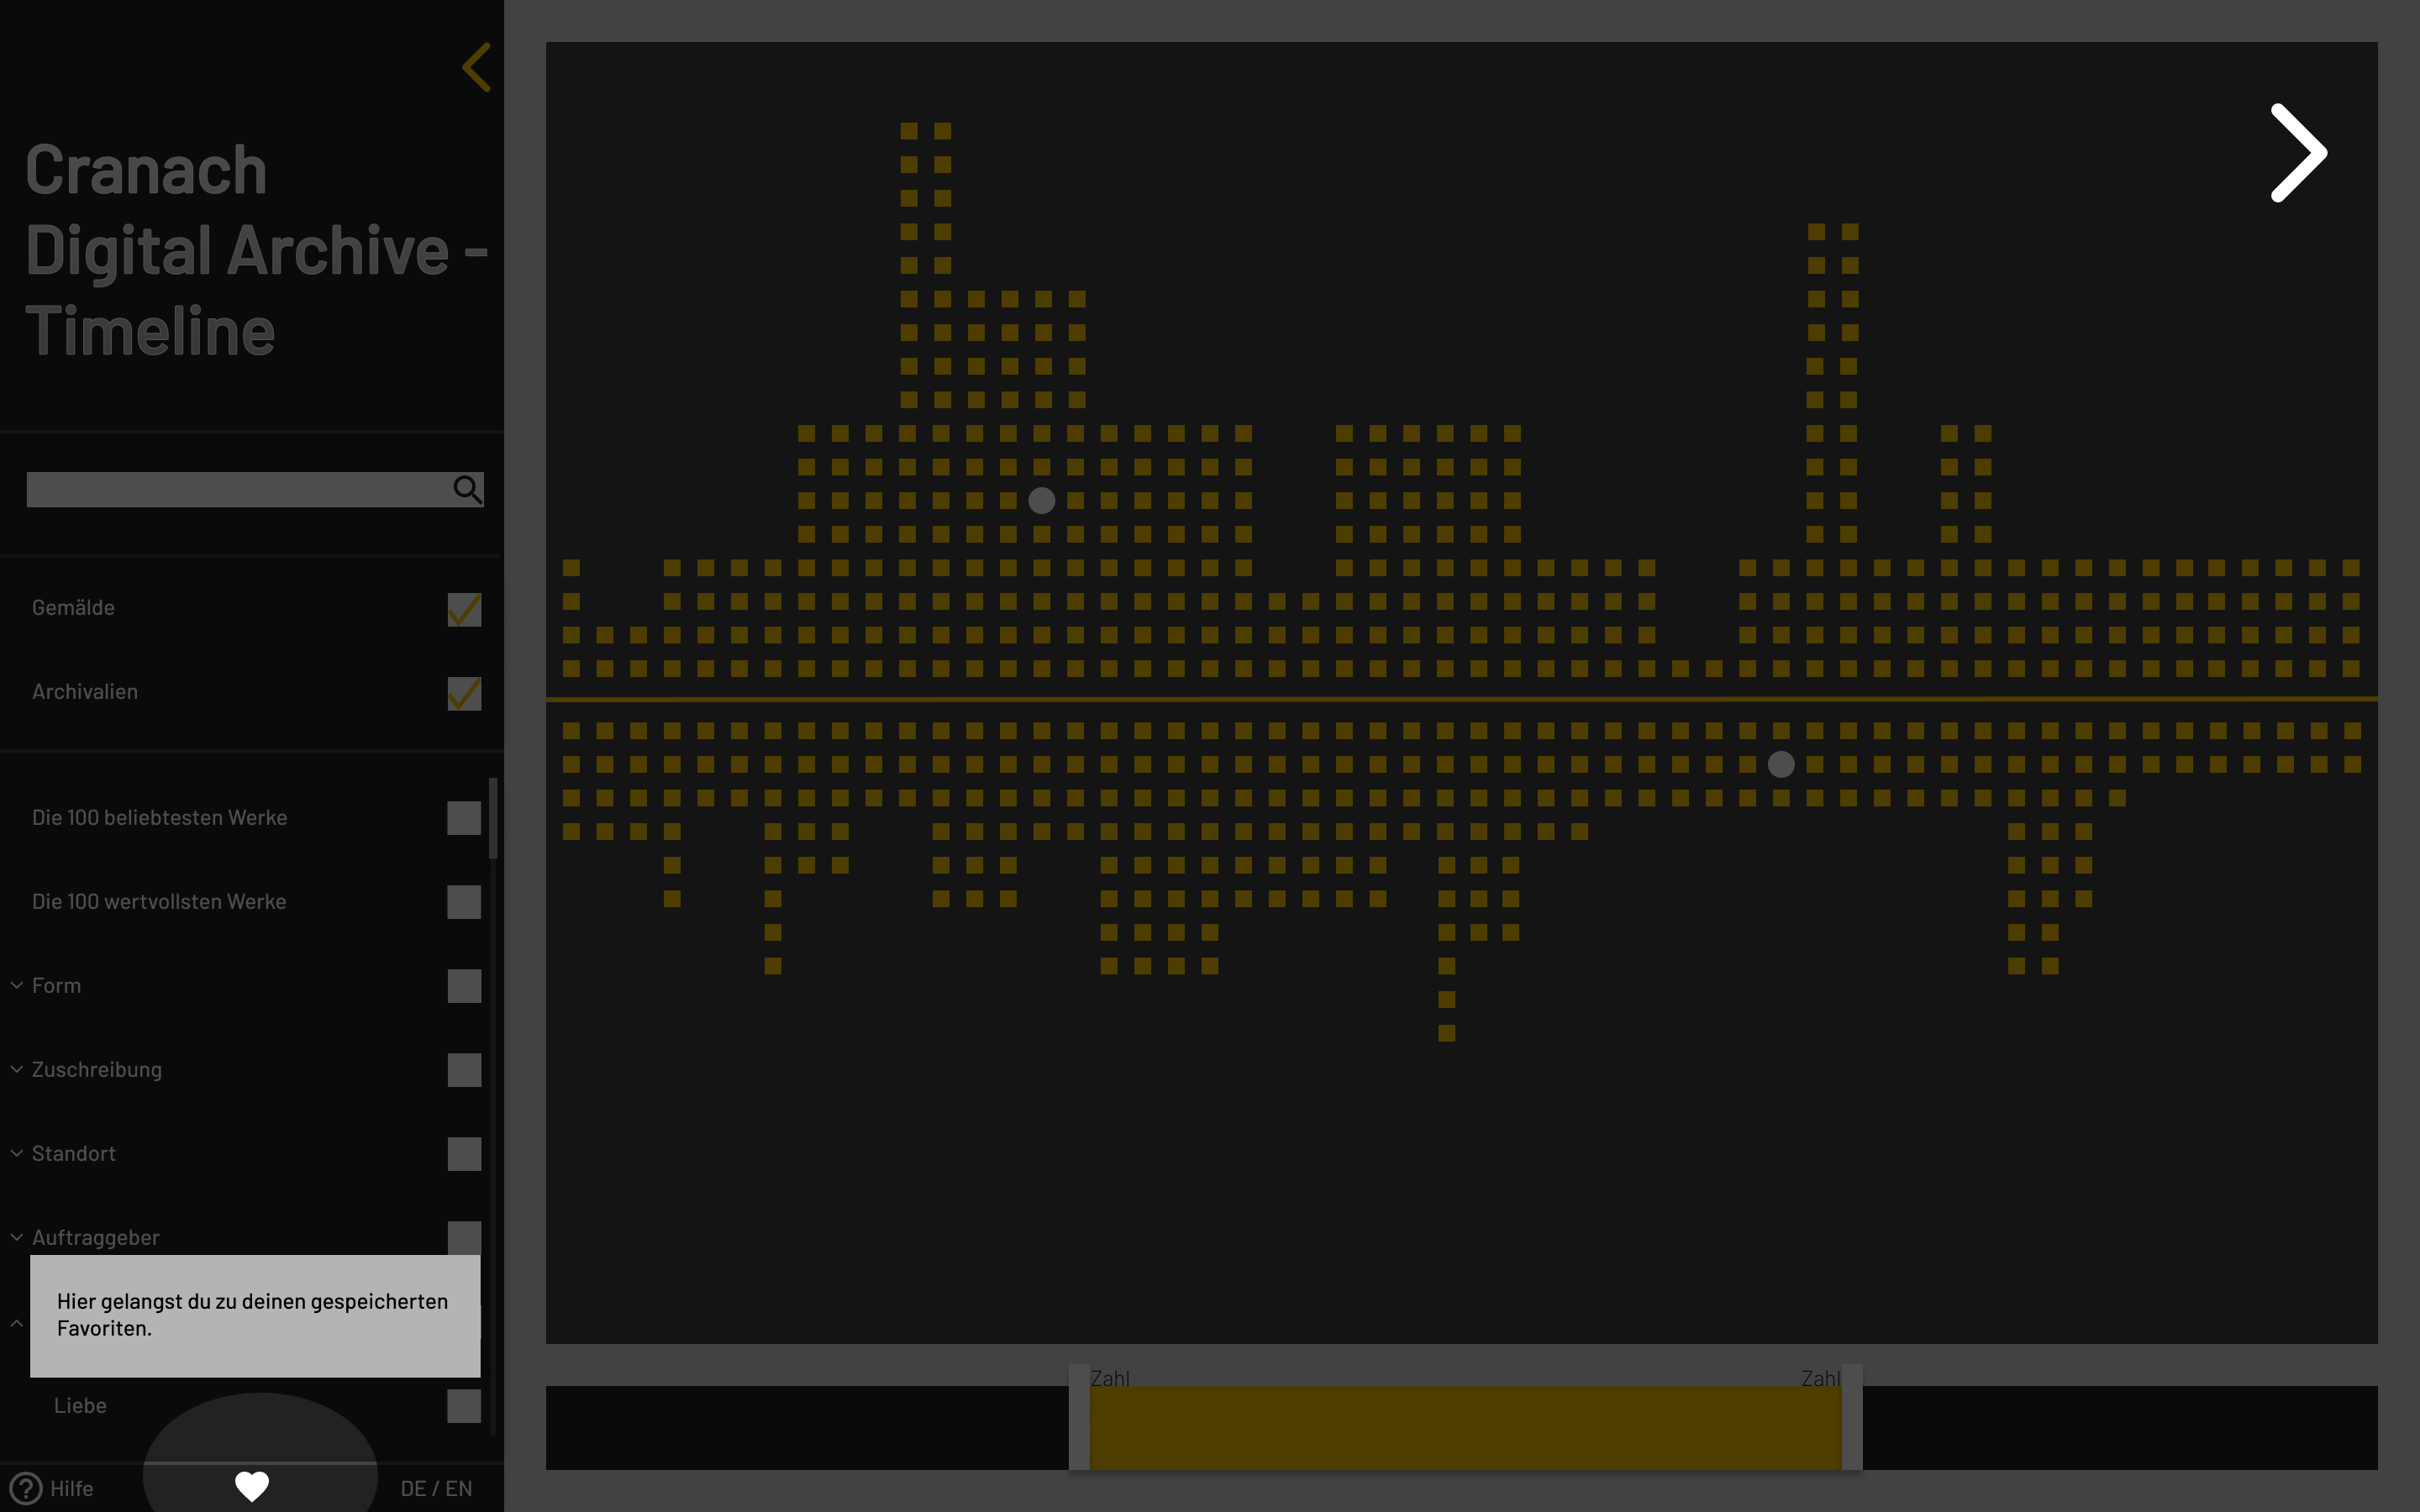 Cranach
Digital Archive -
Timeline
Gemälde
Archivalien
Die 100 beliebtesten Werke
Die 100 wertvollsten Werke
Form
Zuschreibung
Standort
Auftraggeber
Hier gelangst du zu deinen gespeicherten
Favoriten.
Liebe
Hilfe
DE / EN
Zahl
Zahl